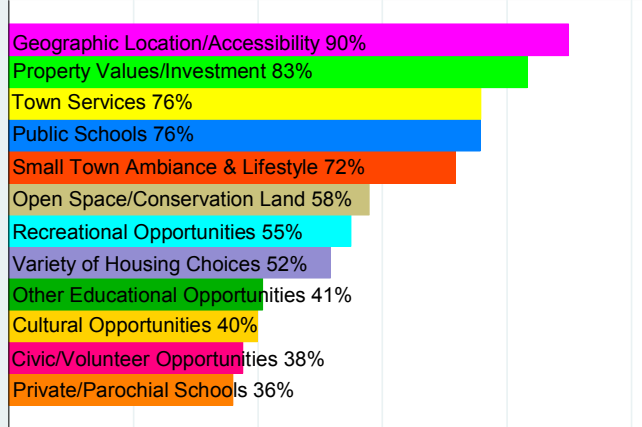 Geographic Location/Accessibility 90%
Property Values/Investment 83%
Town Services 76%
Public Schools 76%
Small Town Ambiance & Lifestyle 72%
Open Space/Conservation Land 58%
Recreational Opportunities 55%
Variety of Housing Choices 52%
Other Educational Opportunities 41%
Cultural Opportunities 40%
Civic/Volunteer Opportunities 38%
Private/Parochial Schools 36%